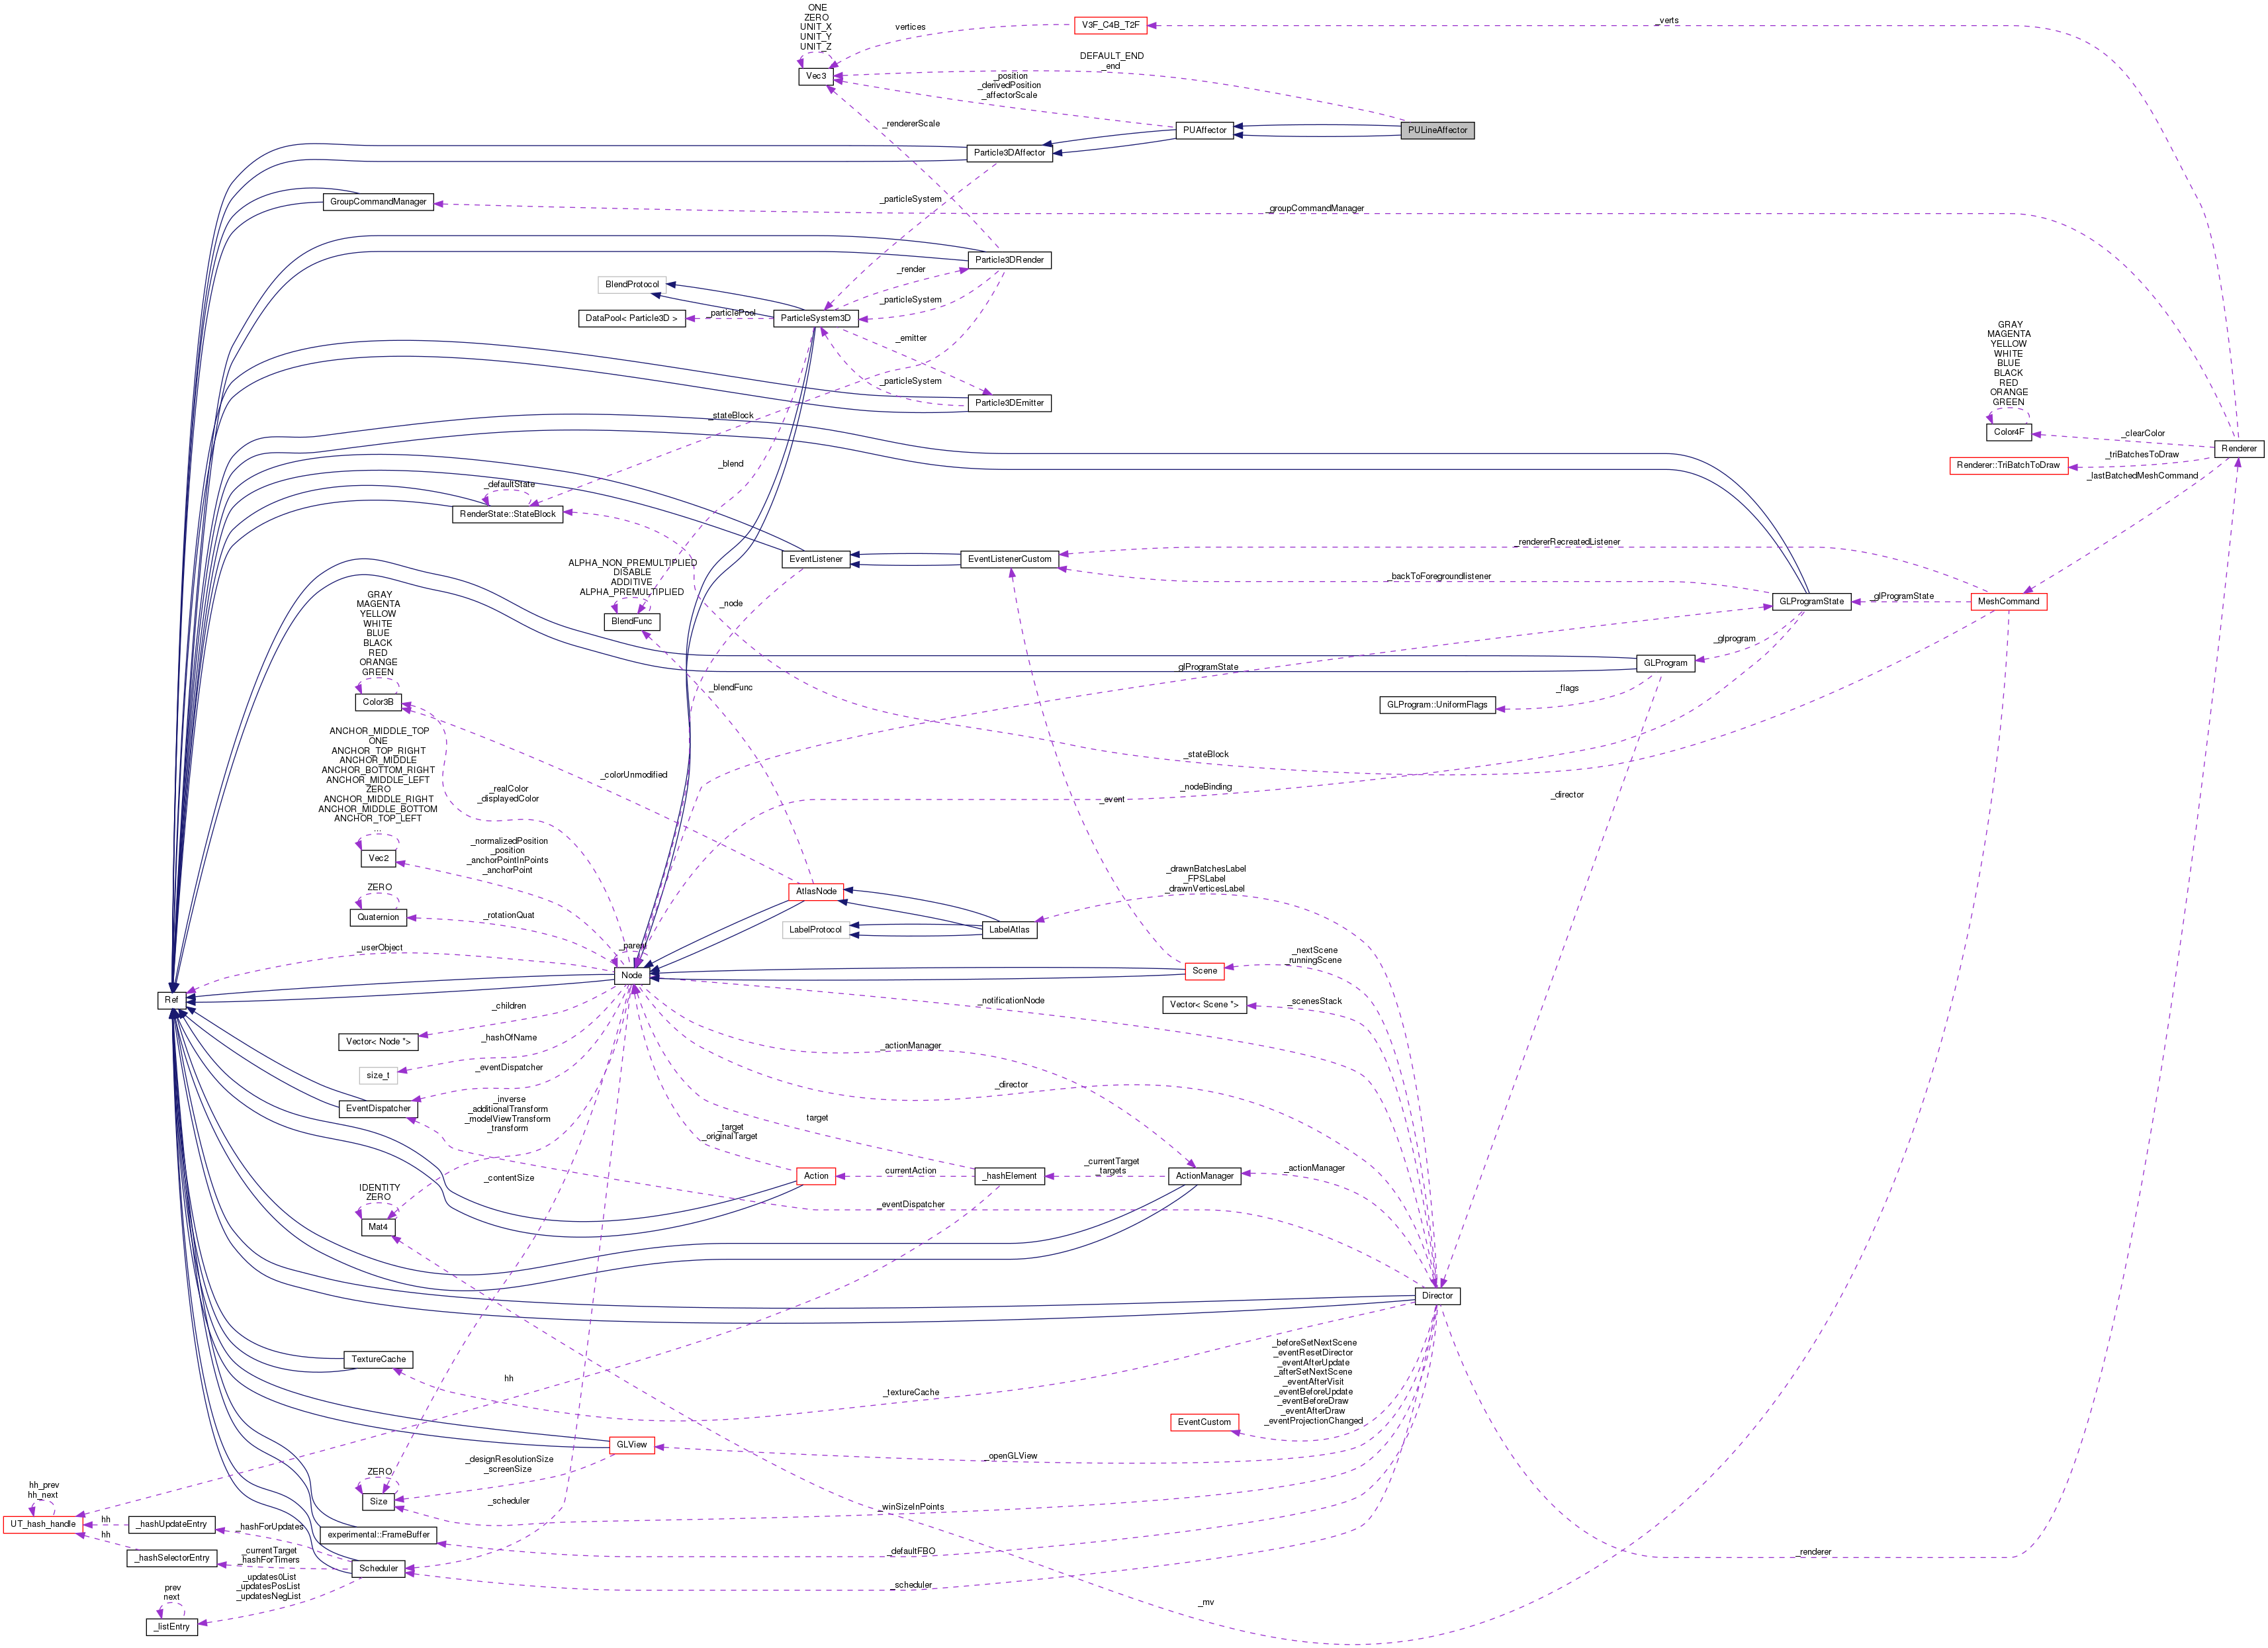 ONE
ZERO
UNIT_X
UNIT_Y
UNIT_Z
Vec3
vertices
V3F_C4B_T2F
_verts
DEFAULT_END
_end
_position
_derivedPosition
_affectorScale
_rendererScale
PUAffector
PULineAffector
Particle3DAffector
GroupCommandManager
_particleSystem
_groupCommandManager
Particle3DRender
BlendProtocol
_render
_particleSystem
DataPool< Particle3D >
_particlePool
ParticleSystem3D
_emitter
_particleSystem
Particle3DEmitter
GRAY
MAGENTA
YELLOW
WHITE
BLUE
BLACK
RED
ORANGE
GREEN
Color4F
_clearColor
Renderer
_triBatchesToDraw
Renderer::TriBatchToDraw
_lastBatchedMeshCommand
_stateBlock
_blend
_defaultState
RenderState::StateBlock
_rendererRecreatedListener
EventListener
EventListenerCustom
_backToForegroundlistener
ALPHA_NON_PREMULTIPLIED
DISABLE
ADDITIVE
ALPHA_PREMULTIPLIED
BlendFunc
_node
GLProgramState
_glProgramState
MeshCommand
GRAY
MAGENTA
YELLOW
WHITE
BLUE
BLACK
RED
ORANGE
GREEN
Color3B
_glprogram
_glProgramState
GLProgram
_blendFunc
_flags
GLProgram::UniformFlags
ANCHOR_MIDDLE_TOP
ONE
ANCHOR_TOP_RIGHT
ANCHOR_MIDDLE
ANCHOR_BOTTOM_RIGHT
ANCHOR_MIDDLE_LEFT
ZERO
ANCHOR_MIDDLE_RIGHT
ANCHOR_MIDDLE_BOTTOM
ANCHOR_TOP_LEFT
...
Vec2
_stateBlock
_colorUnmodified
_realColor
_displayedColor
_nodeBinding
_event
_director
_normalizedPosition
_position
_anchorPointInPoints
_anchorPoint
ZERO
Quaternion
_rotationQuat
AtlasNode
_drawnBatchesLabel
_FPSLabel
_drawnVerticesLabel
LabelProtocol
LabelAtlas
_userObject
_parent
_nextScene
_runningScene
Node
Scene
Ref
_children
_notificationNode
Vector< Scene *>
_scenesStack
Vector< Node *>
_hashOfName
_actionManager
size_t
_eventDispatcher
_director
EventDispatcher
_inverse
_additionalTransform
_modelViewTransform
_transform
target
_target
_originalTarget
_currentTarget
_targets
_actionManager
Action
currentAction
_hashElement
ActionManager
_contentSize
IDENTITY
ZERO
Mat4
_eventDispatcher
Director
TextureCache
hh
_textureCache
_beforeSetNextScene
_eventResetDirector
_eventAfterUpdate
_afterSetNextScene
_eventAfterVisit
_eventBeforeUpdate
_eventBeforeDraw
_eventAfterDraw
_eventProjectionChanged
EventCustom
GLView
_openGLView
_designResolutionSize
_screenSize
ZERO
Size
_scheduler
_winSizeInPoints
hh_prev
hh_next
UT_hash_handle
hh
_hashUpdateEntry
_hashForUpdates
experimental::FrameBuffer
hh
_hashSelectorEntry
_currentTarget
_hashForTimers
_defaultFBO
_renderer
Scheduler
_updates0List
_updatesPosList
_updatesNegList
_scheduler
prev
next
_listEntry
_mv